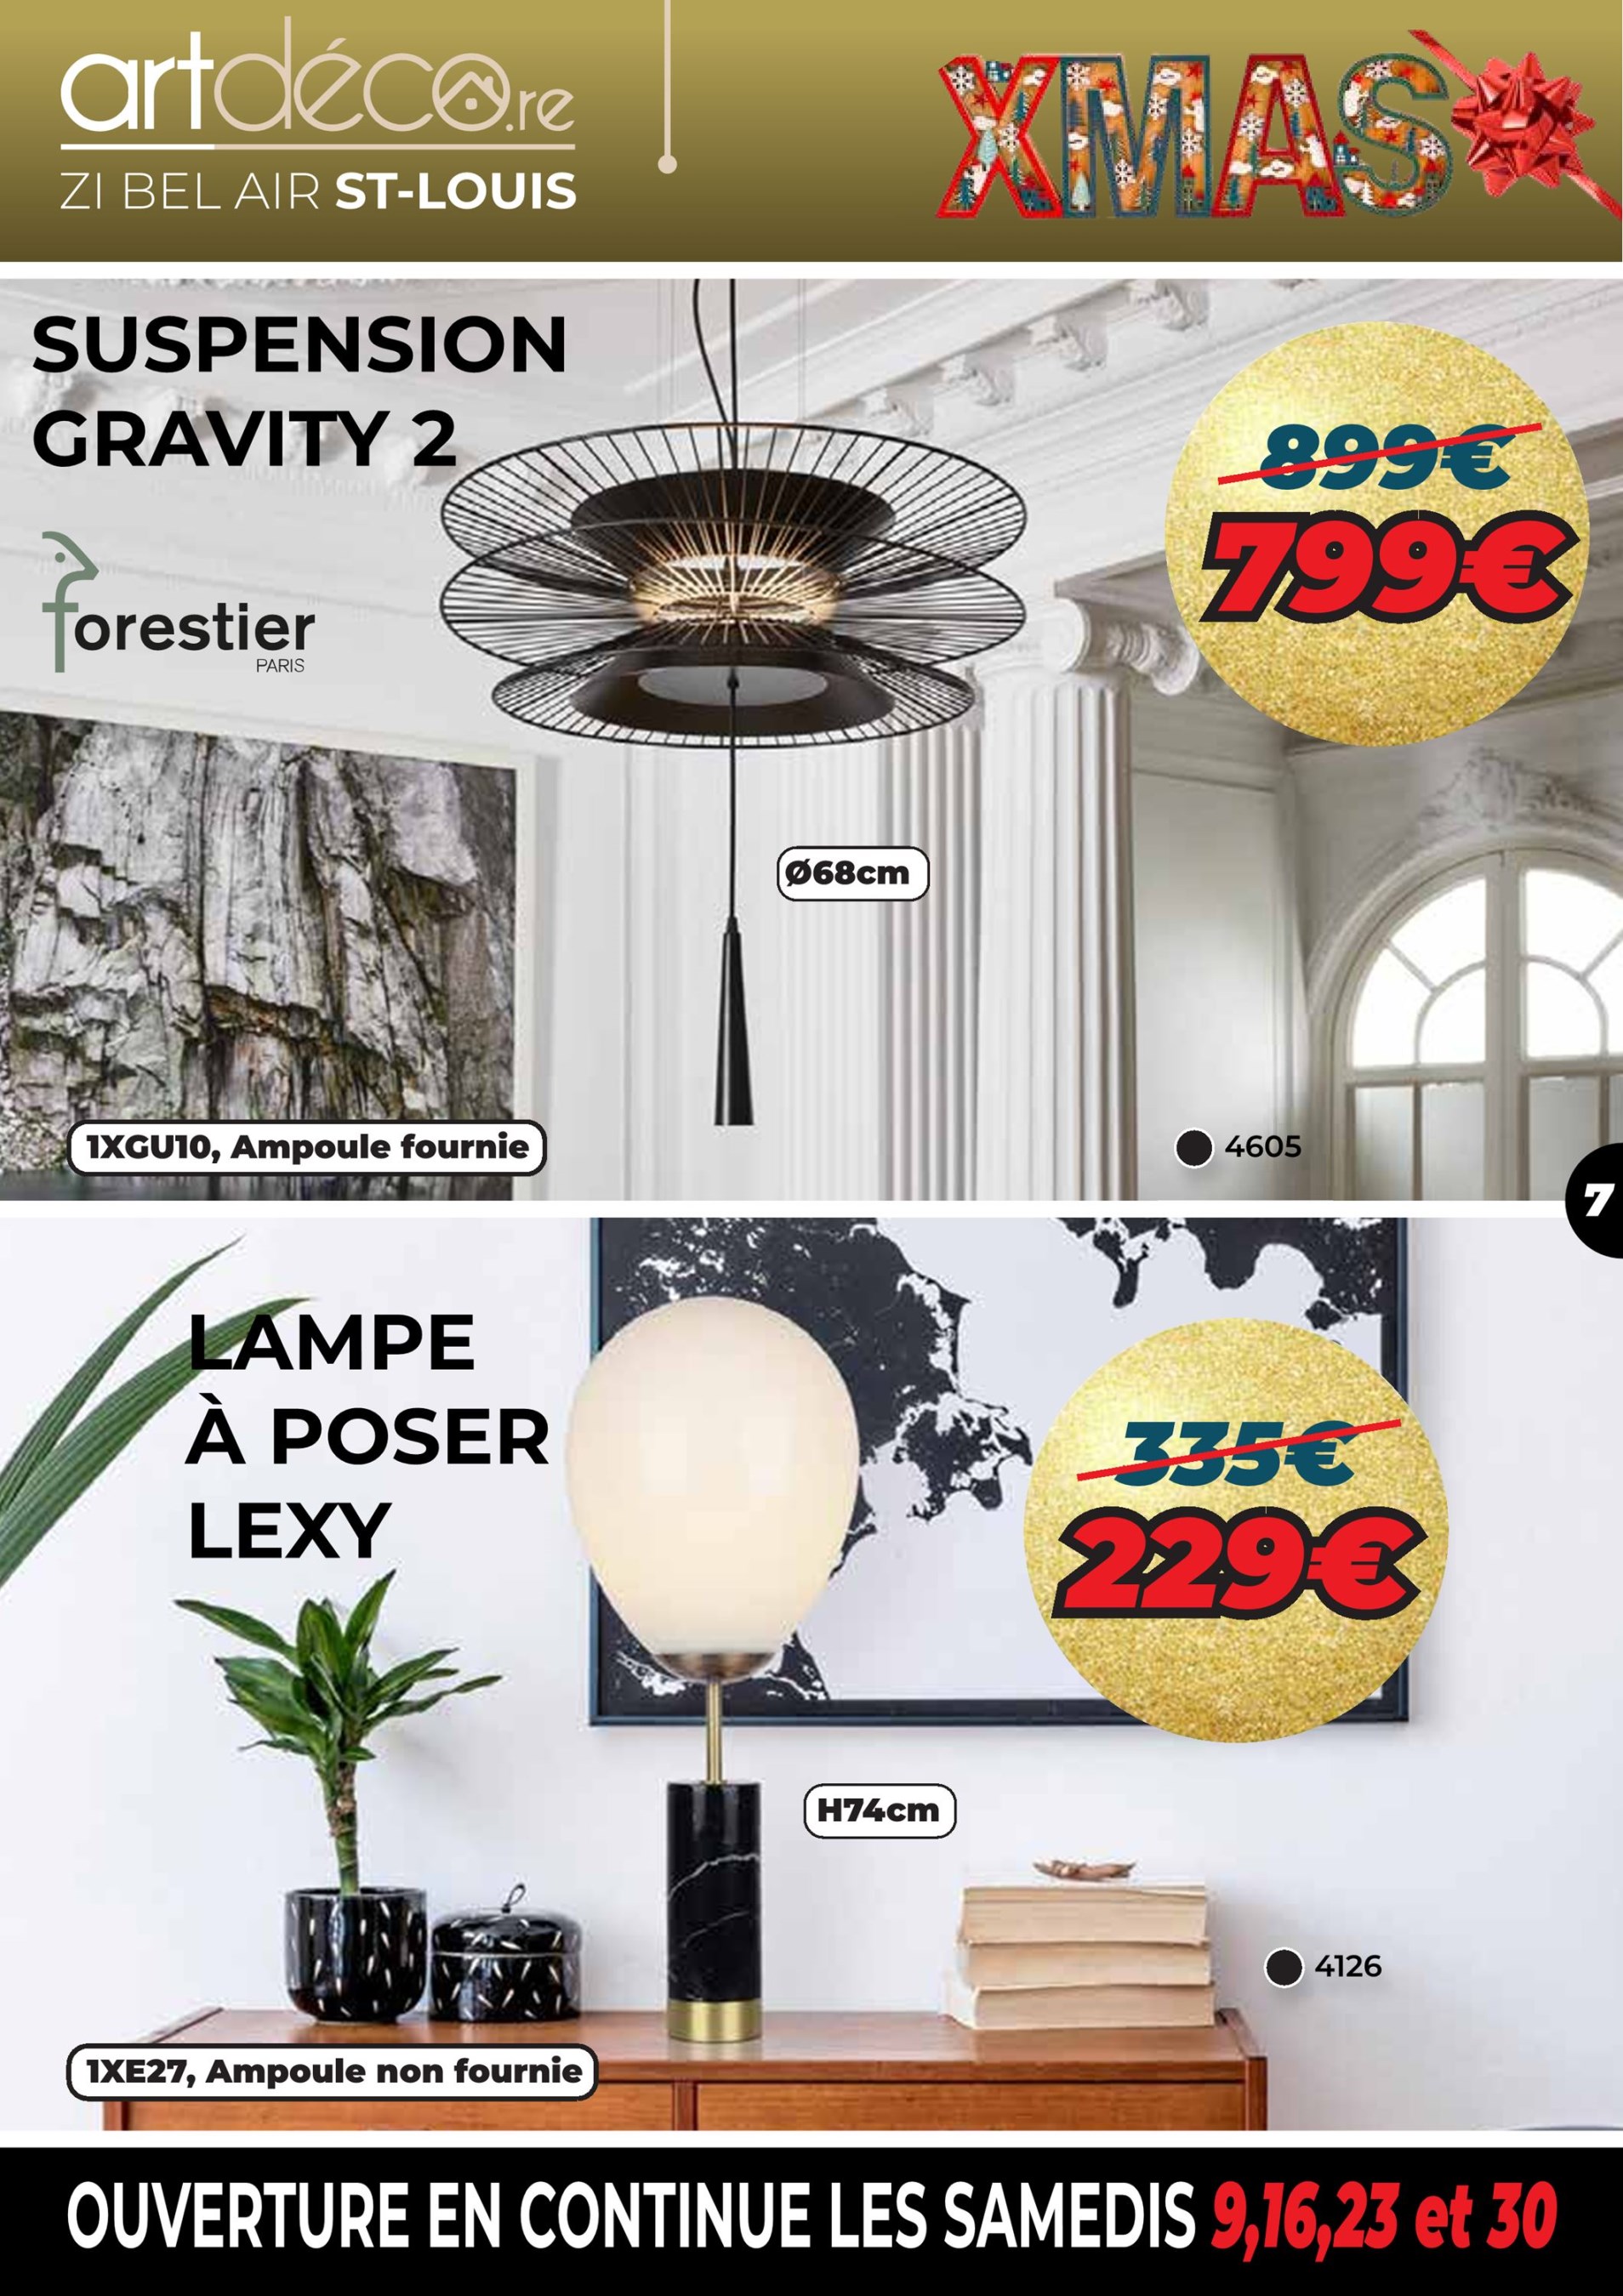 artdéco.re
ZI BEL AIR ST-LOUIS
XMAS
SUSPENSION
GRAVITY 2
forestier
PARIS
899€
799€
Ø68cm
1XGU10, Ampoule fournie
4605
7
LAMPE
À POSER
LEXY
335€
229€
H74cm
4126
1XE27, Ampoule non fournie
OUVERTURE EN CONTINUE LES SAMEDIS 9,16,23 et 30